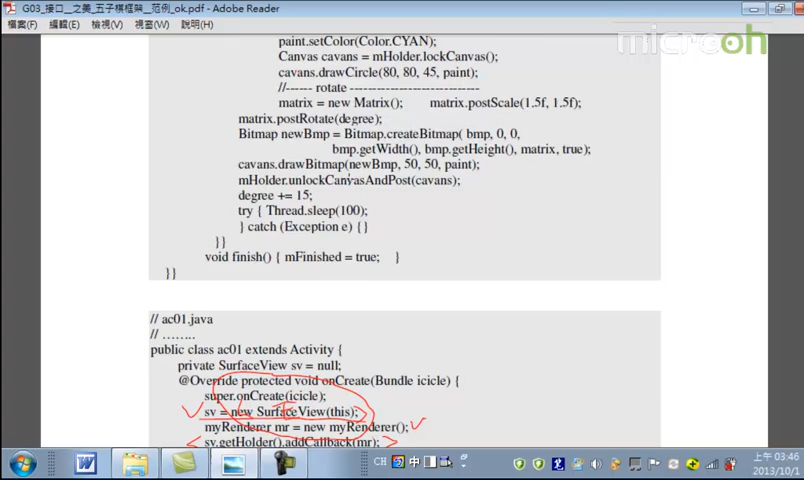 G03_接口__之美_五子棋框架__范例_ok.pdf - Adobe Reader
檔案(F) 編輯(E) 檢視(V) 視窗(W) 說明(H)
microoh
paint.setColor(Color.CYAN);
Canvas cavans = mHolder.lockCanvas();
cavans.drawCircle(80, 80, 45, paint);
//------ rotate -----------------------------
matrix = new Matrix(); matrix.postScale(1.5f, 1.5f);
matrix.postRotate(degree);
Bitmap newBmp = Bitmap.createBitmap( bmp, 0, 0,
bmp.getWidth(), bmp.getHeight(), matrix, true);
cavans.drawBitmap(newBmp, 50, 50, paint);
mHolder.unlockCanvasAndPost(cavans);
degree += 15;
try { Thread.sleep(100);
} catch (Exception e) {}
}}
void finish() { mFinished = true; }
}}
// ac01.java
// ........
public class ac01 extends Activity {
private SurfaceView sv = null;
@Override protected void onCreate(Bundle icicle) {
super.onCreate(icicle);
sv = new SurfaceView(this);
myRenderer mr = new myRenderer();
sv.getHolder().addCallback(mr);
CH 中
上午 03:46
2013/10/1